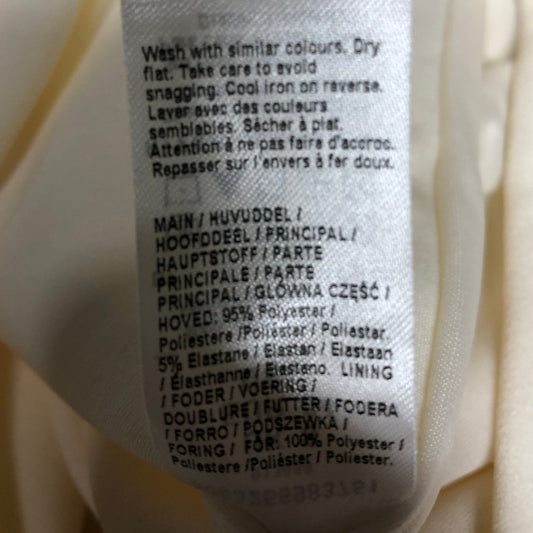 Wash with similar colours. Dry
flat. Take care to avoid
snagging. Cool iron on reverse.
Laver avec des couleurs
semblables. Sécher à plat.
Attention à ne pas faire d'accroc.
Repasser sur l'envers à fer doux.
MAIN / HUVUDDEL /
HOOFDDEEL / PRINCIPAL /
HAUPTSTOFF / PARTE
PRINCIPALE / PARTE
PRINCIPAL / GŁÓWNA CZĘŚĆ /
HOVED: 95% Polyester /
Poliestere /Poliéster / Poliester.
5% Elastane / Elastan / Elastaan
/ Élasthanne / Elastano. LINING
/ FODER / VOERING /
DOUBLURE / FUTTER / FODERA
/ FORRO / PODSZEWKA /
FORING / FÔR: 100% Polyester /
Poliestere /Poliéster / Poliester.